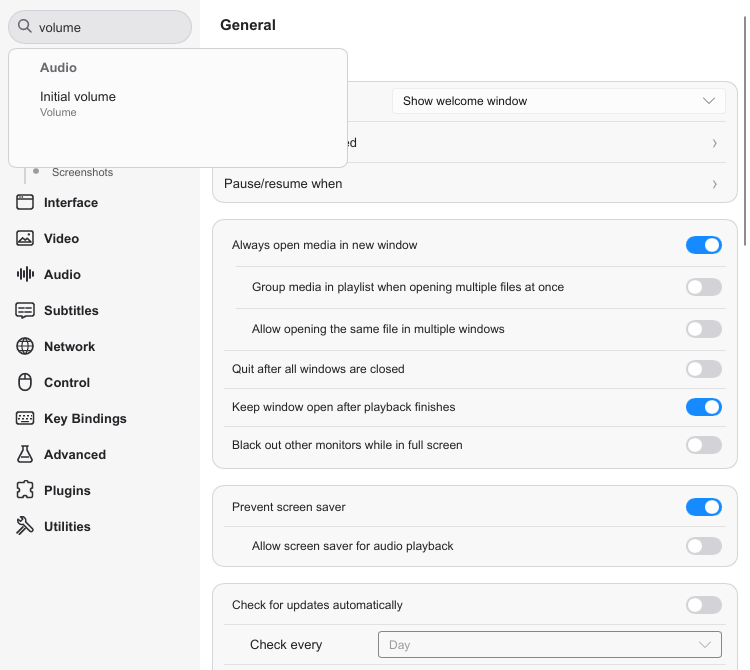 volume
General
Audio
Initial volume
Volume
Show welcome window
Screenshots
Pause/resume when
Interface
Video
Audio
Subtitles
Network
Control
Key Bindings
Advanced
Plugins
Utilities
Always open media in new window
Group media in playlist when opening multiple files at once
Allow opening the same file in multiple windows
Quit after all windows are closed
Keep window open after playback finishes
Black out other monitors while in full screen
Prevent screen saver
Allow screen saver for audio playback
Check for updates automatically
Check every
Day